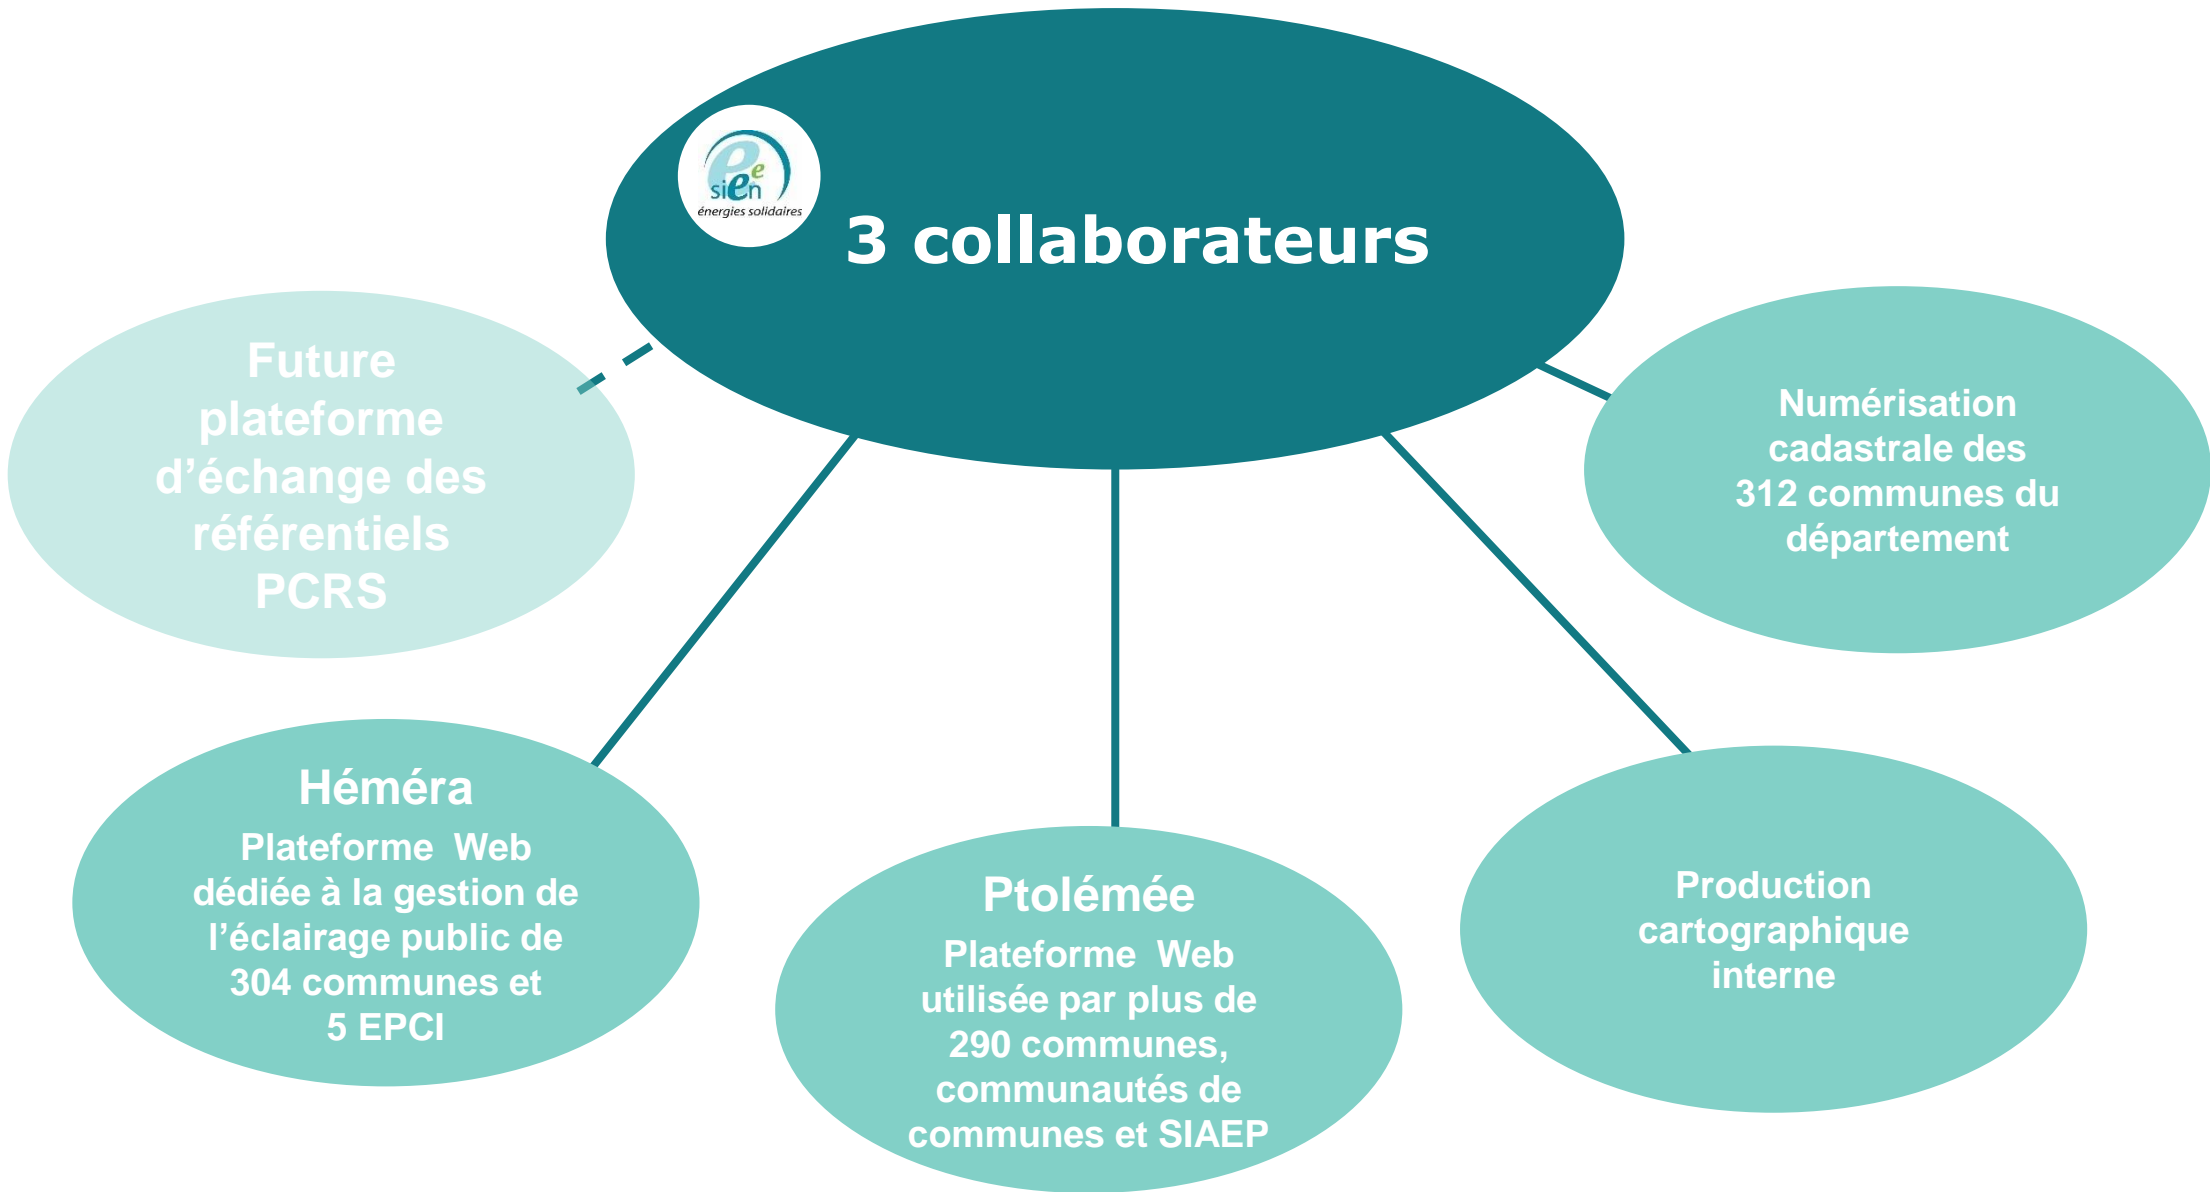 sieeen
énergies solidaires
3 collaborateurs
Future
plateforme
d’échange des
référentiels
PCRS
Numérisation
cadastrale des
312 communes du
département
Héméra
Plateforme Web
dédiée à la gestion de
l’éclairage public de
304 communes et
5 EPCI
Ptolémée
Plateforme Web
utilisée par plus de
290 communes,
communautés de
communes et SIAEP
Production
cartographique
interne